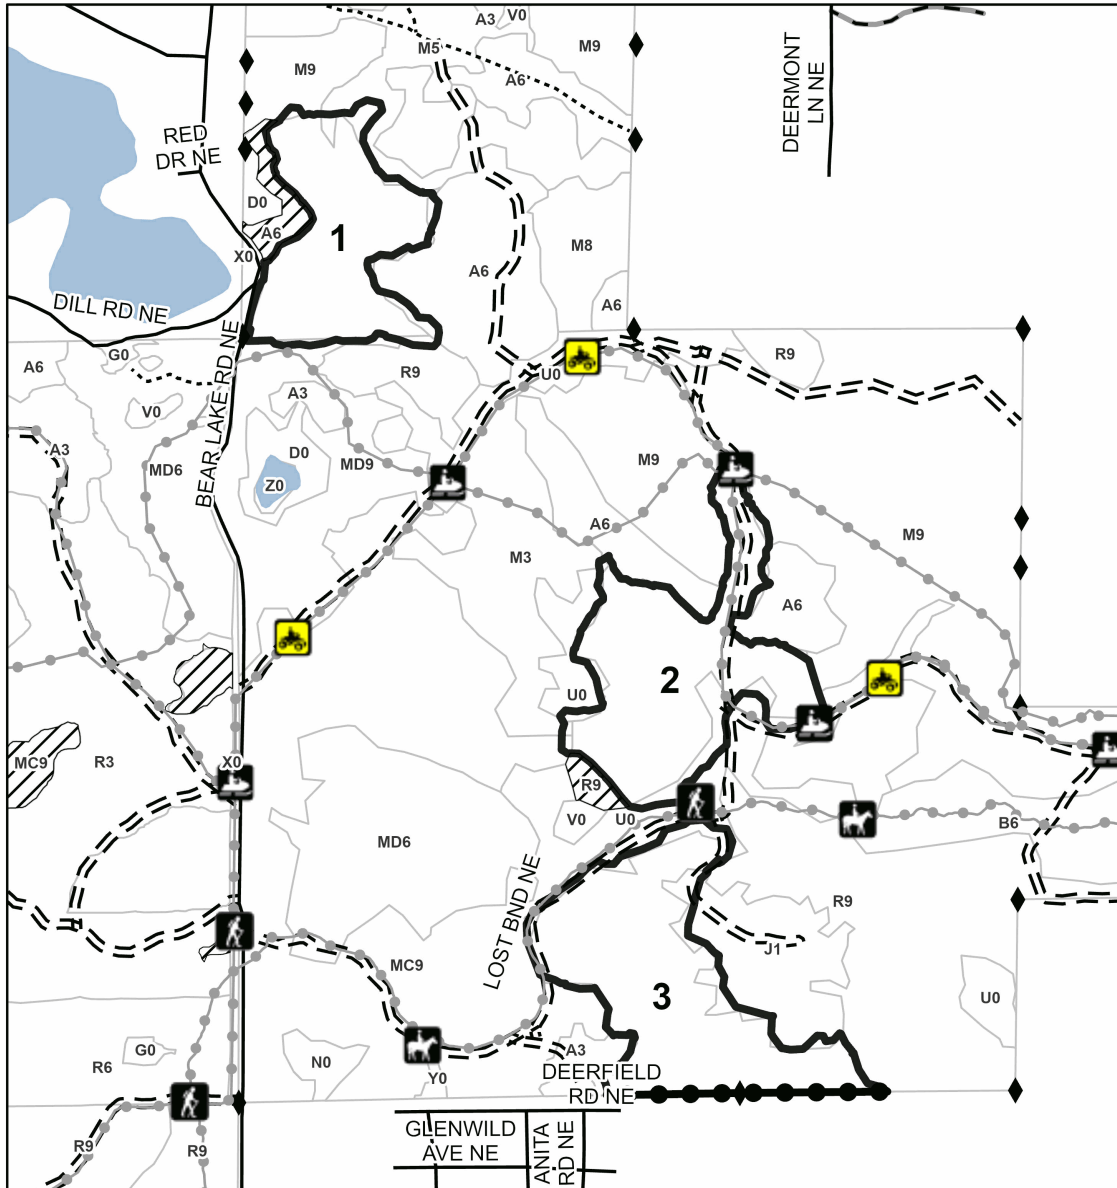 A3
V0
M5
M9
M9
A6
DEERMONT
LN NE
RED
DR NE
D0
A6
X0
1
M8
A6
A6
DILL RD NE
G0
A6
BEAR LAKE RD NE
R9
U0
R9
A3
V0
A3
D0
MD6
MD9
Z0
M9
A6
M9
M3
A6
2
U0
MC9
R3
X0
R9
V0
U0
B6
MD6
LOST BND NE
R9
J1
MC9
3
U0
G0
R6
N0
Y0
A3
DEERFIELD
RD NE
R9
R9
GLENWILD
AVE NE
ANITA
RD NE